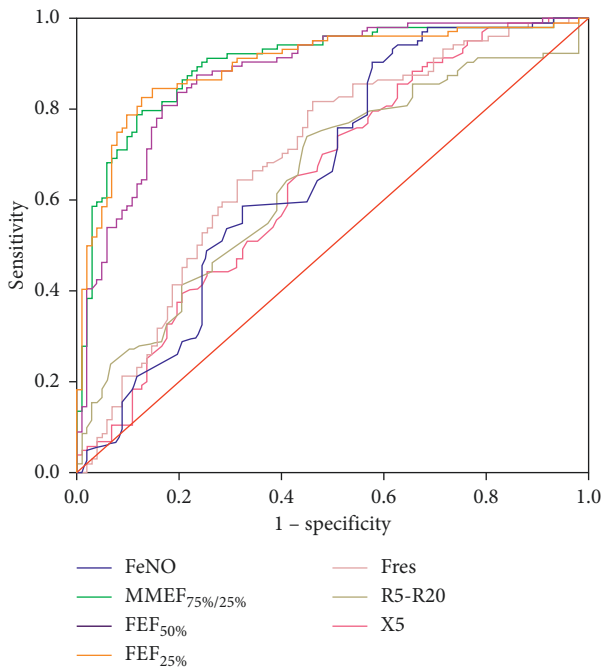 1.0
0.8
0.6
0.4
0.2
0.0
Sensitivity
0.0 0.2 0.4 0.6 0.8 1.0
1 – specificity
FeNO
MMEF75%/25%
FEF50%
FEF25%
Fres
R5-R20
X5